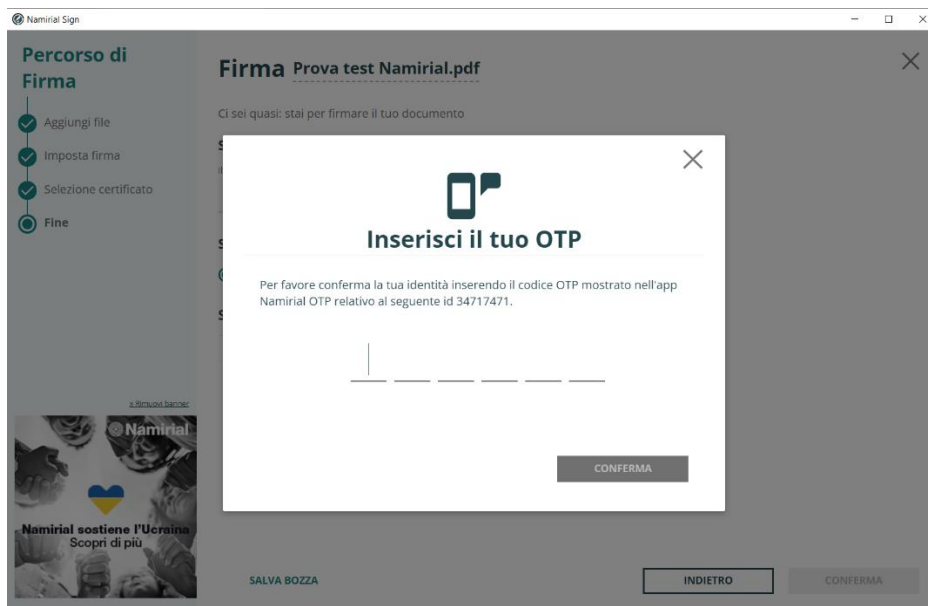 Namirial Sign
Percorso di
Firma
Aggiungi file
Imposta firma
Selezione certificato
Fine
x Rimuovi banner
Namirial
Namirial sostiene l'Ucraina
Scopri di più
Firma Prova test Namirial.pdf
Ci sei quasi: stai per firmare il tuo documento
Inserisci il tuo OTP
Per favore conferma la tua identità inserendo il codice OTP mostrato nell'app
Namirial OTP relativo al seguente id 34717471.
CONFERMA
SALVA BOZZA
INDIETRO
CONFERMA